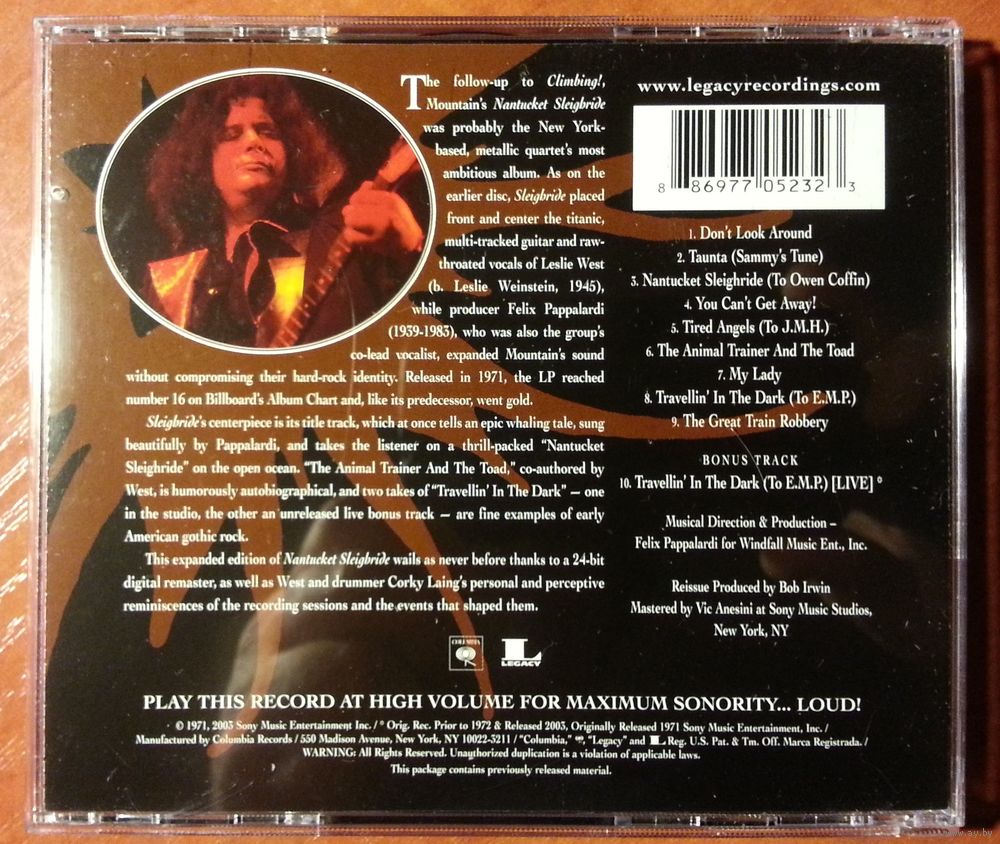 The follow-up to Climbing!,
Mountain's Nantucket Sleighride
was probably the New York-
based, metallic quartet's most
ambitious album. As on the
earlier disc, Sleighride placed
front and center the titanic,
multi-tracked guitar and raw-
throated vocals of Leslie West
(b. Leslie Weinstein, 1945),
while producer Felix Pappalardi
(1939-1983), who was also the group's
co-lead vocalist, expanded Mountain's sound
without compromising their hard-rock identity. Released in 1971, the LP reached
number 16 on Billboard's Album Chart and, like its predecessor, went gold.
Sleighride's centerpiece is its title track, which at once tells an epic whaling tale, sung
beautifully by Pappalardi, and takes the listener on a thrill-packed "Nantucket
Sleighride" on the open ocean. "The Animal Trainer And The Toad," co-authored by
West, is humorously autobiographical, and two takes of "Travellin' In The Dark" – one
in the studio, the other an unreleased live bonus track – are fine examples of early
American gothic rock.
This expanded edition of Nantucket Sleighride wails as never before thanks to a 24-bit
digital remaster, as well as West and drummer Corky Laing's personal and perceptive
reminiscences of the recording sessions and the events that shaped them.
www.legacyrecordings.com
8 86977 05232 3
1. Don't Look Around
2. Taunta (Sammy's Tune)
3. Nantucket Sleighride (To Owen Coffin)
4. You Can't Get Away!
5. Tired Angels (To J.M.H.)
6. The Animal Trainer And The Toad
7. My Lady
8. Travellin' In The Dark (To E.M.P.)
9. The Great Train Robbery
BONUS TRACK
10. Travellin' In The Dark (To E.M.P.) [LIVE] °
Musical Direction & Production –
Felix Pappalardi for Windfall Music Ent., Inc.
Reissue Produced by Bob Irwin
Mastered by Vic Anesini at Sony Music Studios,
New York, NY
COLUMBIA
L
LEGACY
PLAY THIS RECORD AT HIGH VOLUME FOR MAXIMUM SONORITY... LOUD!
© 1971, 2003 Sony Music Entertainment Inc. / ° Orig. Rec. Prior to 1972 & Released 2003, Originally Released 1971 Sony Music Entertainment, Inc. /
Manufactured by Columbia Records / 550 Madison Avenue, New York, NY 10022-3211 / "Columbia," "Legacy" and L Reg. U.S. Pat. & Tm. Off. Marca Registrada. /
WARNING: All Rights Reserved. Unauthorized duplication is a violation of applicable laws.
This package contains previously released material.
www.ay.by